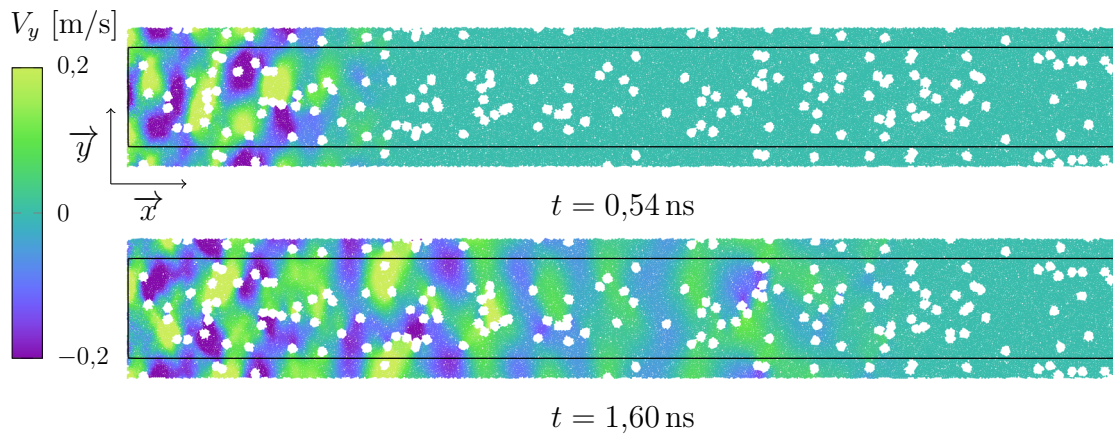 V_y [m/s]
0,2
0
−0,2
y
x
t = 0,54 ns
t = 1,60 ns